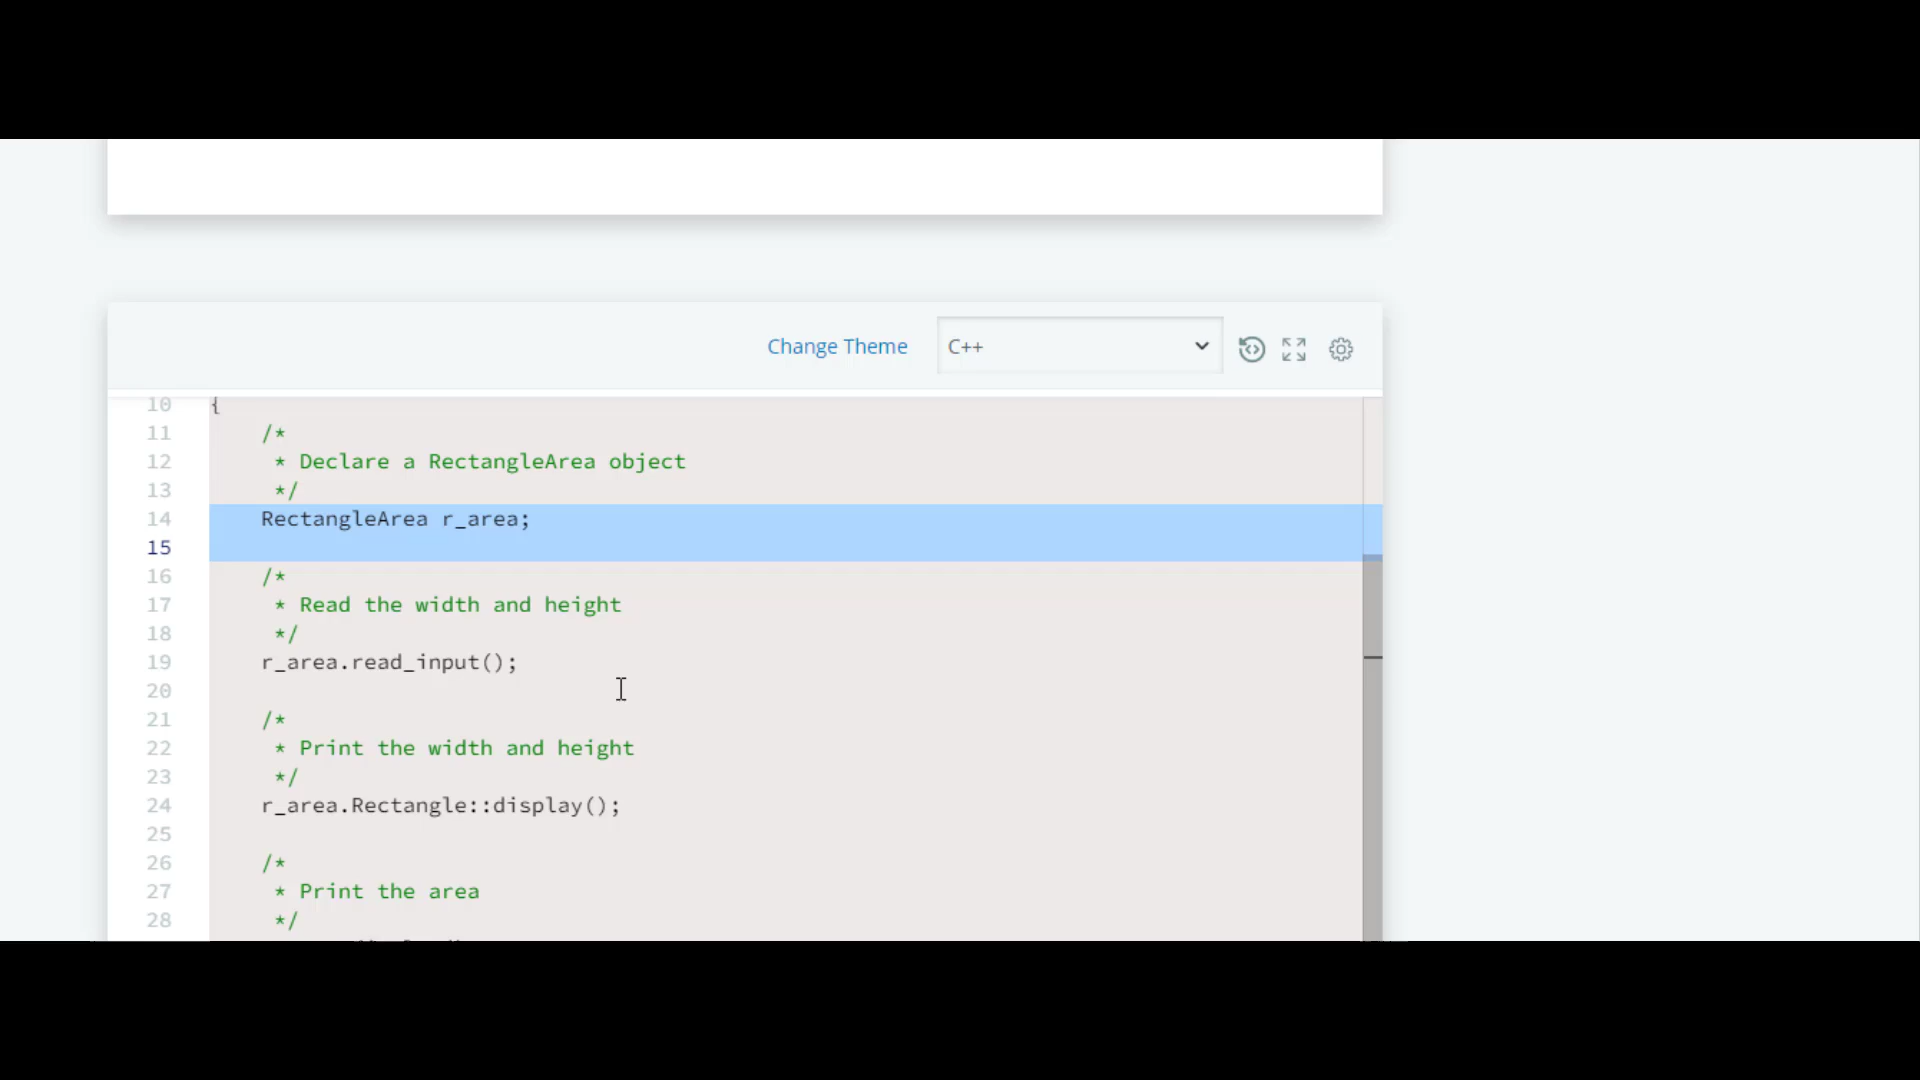 Change Theme C++
10 {
11 /*
12 * Declare a RectangleArea object
13 */
14 RectangleArea r_area;
15
16 /*
17 * Read the width and height
18 */
19 r_area.read_input();
20
21 /*
22 * Print the width and height
23 */
24 r_area.Rectangle::display();
25
26 /*
27 * Print the area
28 */